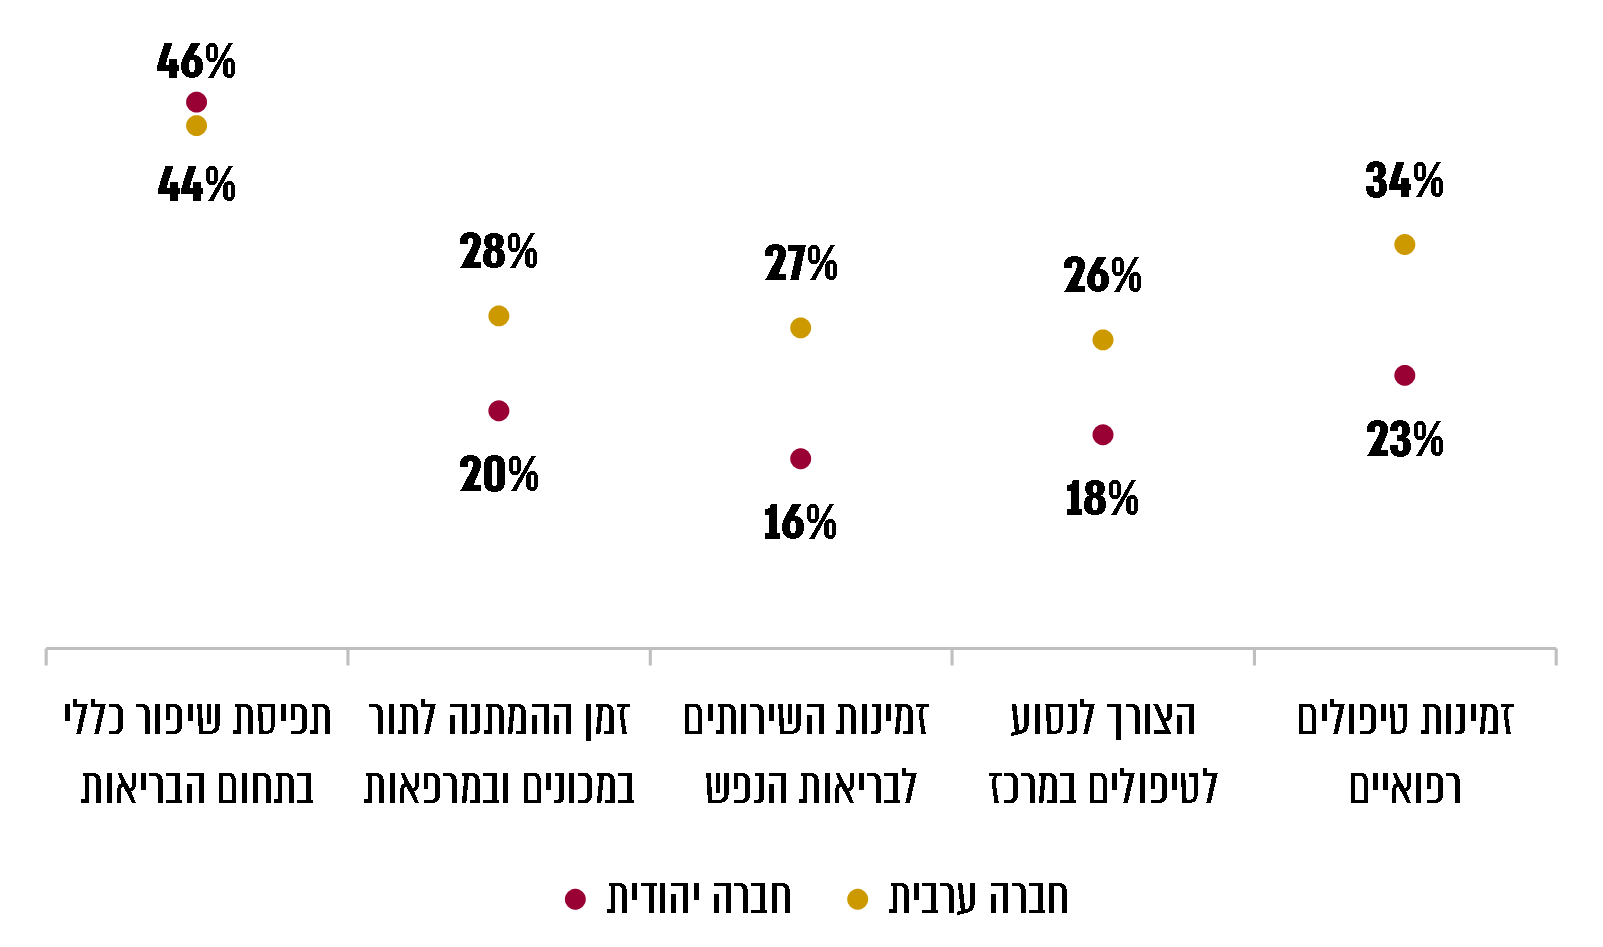 46%
44%
28%
20%
27%
16%
26%
18%
34%
23%
תפיסת שיפור כללי
בתחום הבריאות
זמן ההמתנה לתור
במכונים ובמרפאות
זמינות השירותים
לבריאות הנפש
הצורך לנסוע
לטיפולים במרכז
זמינות טיפולים
רפואיים
חברה יהודית
חברה ערבית